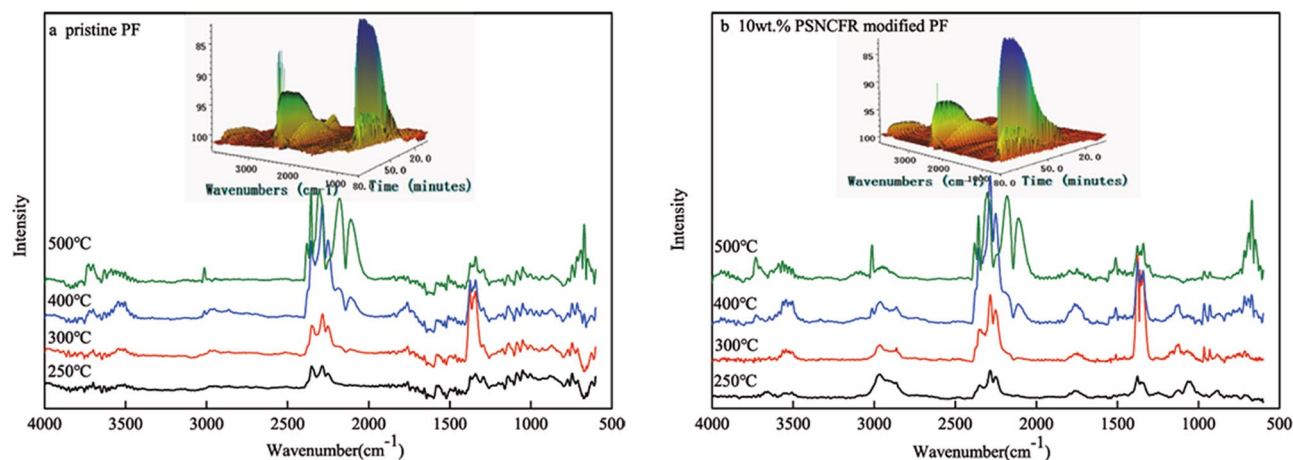 a pristine PF
85
90
95
100
3000
2000
1000
80.0
50.0
20.0
Wavenumbers (cm-1)
Time (minutes)
Intensity
500℃
400℃
300℃
250℃
4000 3500 3000 2500 2000 1500 1000 500
Wavenumber(cm-1)
b 10wt.% PSNCFR modified PF
85
90
95
100
3000
2000
1000
80.0
50.0
20.0
Wavenumbers (cm-1)
Time (minutes)
Intensity
500℃
400℃
300℃
250℃
4000 3500 3000 2500 2000 1500 1000 500
Wavenumber(cm-1)